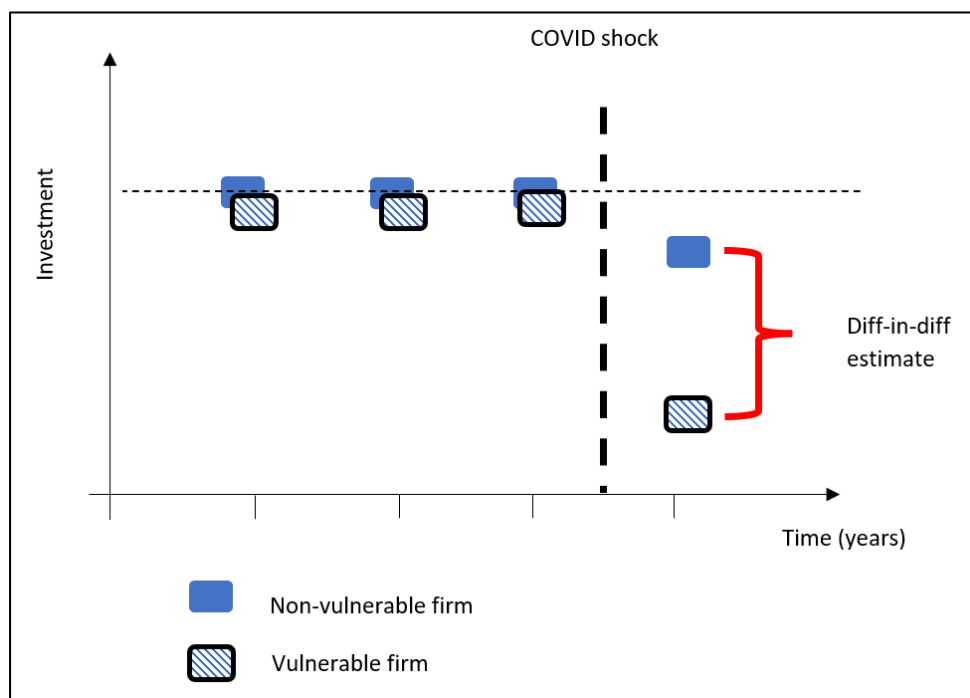 COVID shock
Investment
Diff-in-diff
estimate
Time (years)
Non-vulnerable firm
Vulnerable firm